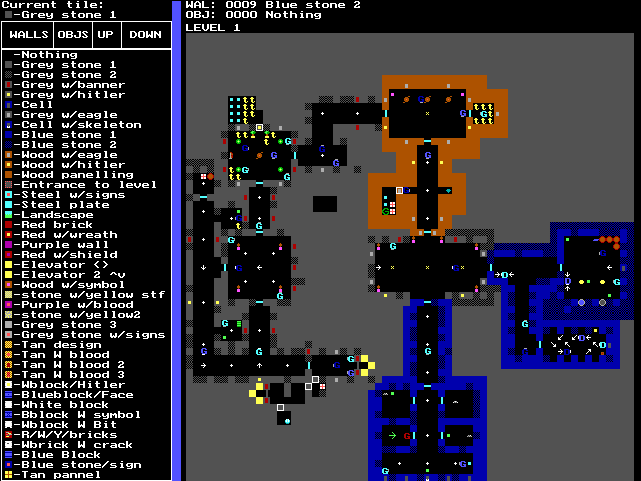 Current tile:
-Grey stone 1
WAL: 0009 Blue stone 2
OBJ: 0000 Nothing
LEVEL 1
WALLS OBJS UP DOWN
-Nothing
-Grey stone 1
-Grey stone 2
-Grey w/banner
-Grey w/hitler
-Cell
-Grey w/eagle
-Cell w/skeleton
-Blue stone 1
-Blue stone 2
-Wood w/eagle
-Wood w/hitler
-Wood panelling
-Entrance to level
-Steel w/signs
-Steel plate
-Landscape
-Red brick
-Red w/wreath
-Purple wall
-Red w/shield
-Elevator <>
-Elevator 2 ^v
-Wood w/symbol
-stone w/yellow stf
-Purple w/blood
-stone w/yellow2
-Grey stone 3
-Grey stone w/signs
-Tan design
-Tan W blood
-Tan W blood 2
-Tan W blood 3
-Wblock/Hitler
-Blueblock/Face
-White block
-Bblock W symbol
-Wblock W Bit
-R/W/Y/bricks
-Wbrick W crack
-Blue Block
-Blue stone/sign
-Tan pannel